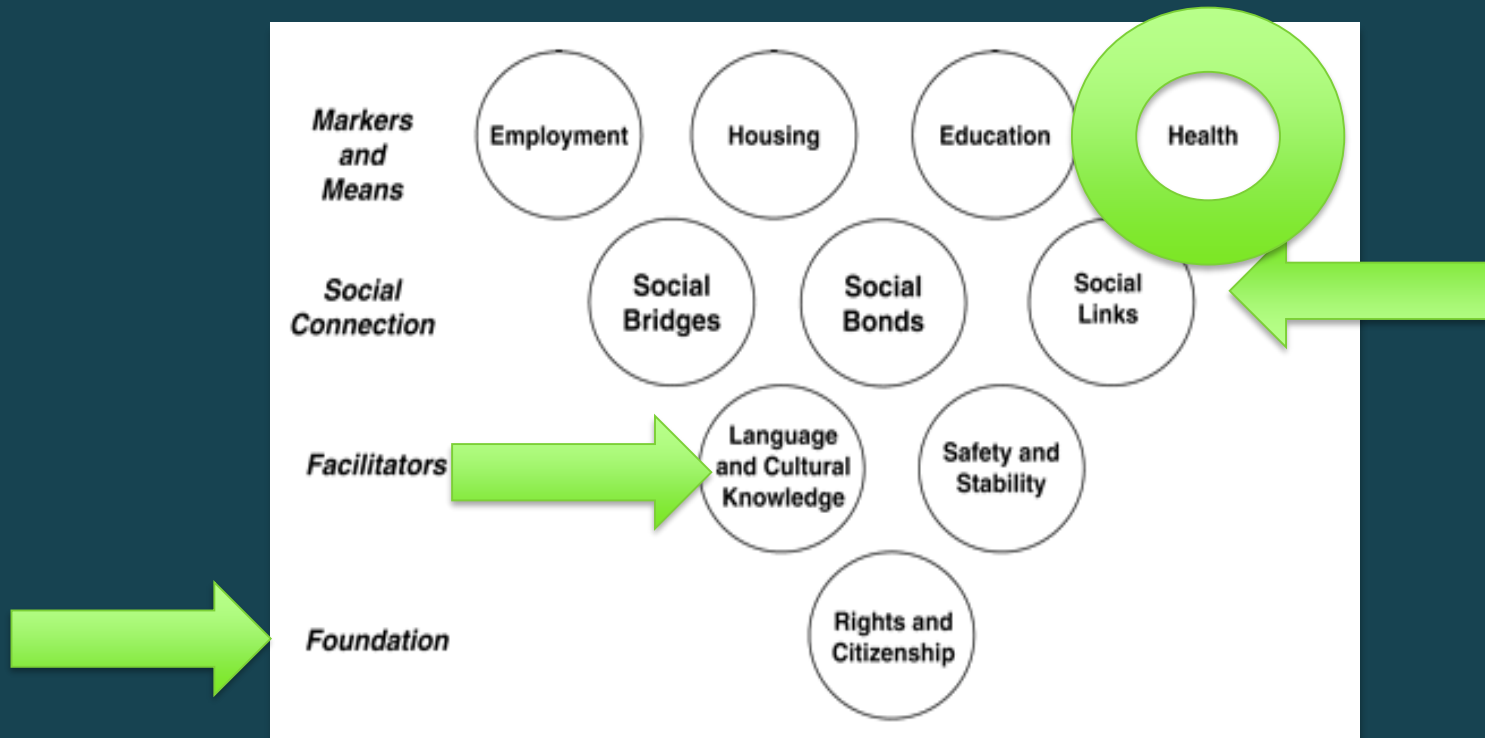 Markers
and
Means
Employment
Housing
Education
Health
Social
Connection
Social
Bridges
Social
Bonds
Social
Links
Facilitators
Language
and Cultural
Knowledge
Safety and
Stability
Foundation
Rights and
Citizenship